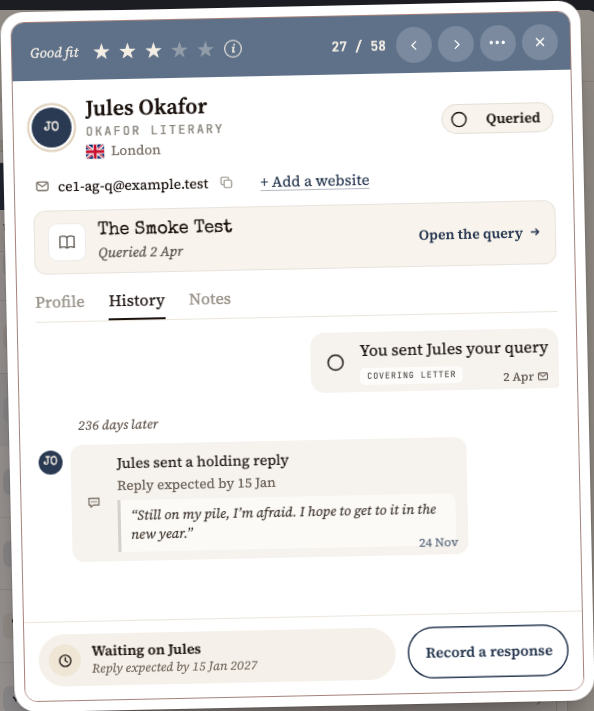 Good fit ★ ★ ★ ★ ★ i 27 / 58
JO
Jules Okafor
OKAFOR LITERARY
London
Queried
ce1-ag-q@example.test
+ Add a website
The Smoke Test
Queried 2 Apr
Open the query →
Profile History Notes
You sent Jules your query
COVERING LETTER 2 Apr
236 days later
JO
Jules sent a holding reply
Reply expected by 15 Jan
“Still on my pile, I’m afraid. I hope to get to it in the
new year.”
24 Nov
Waiting on Jules
Reply expected by 15 Jan 2027
Record a response